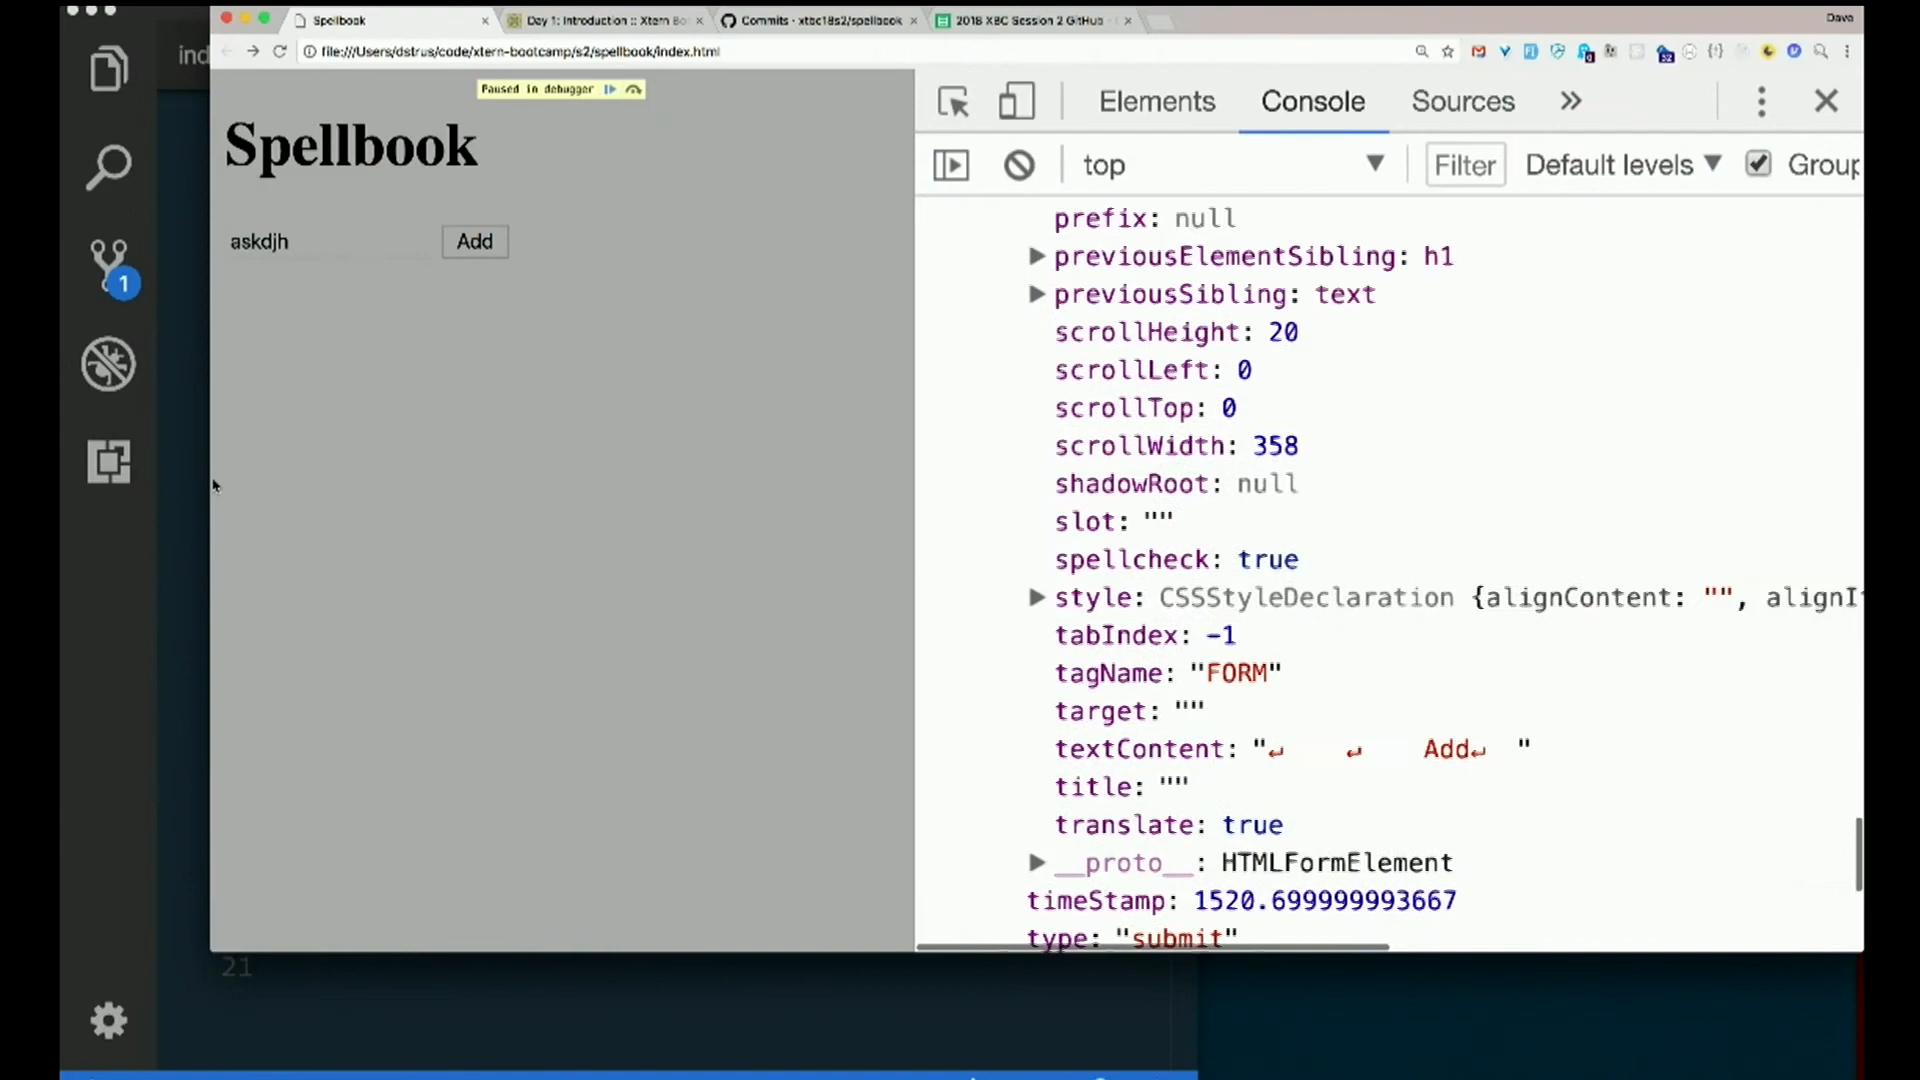 Spellbook
Day 1: Introduction :: Xtern Bo
Commits · xtbc18s2/spellbook
2018 XBC Session 2 GitHub
Dave
ind
file:///Users/dstrus/code/xtern-bootcamp/s2/spellbook/index.html
Paused in debugger
Spellbook
askdjh
Add
1
Elements
Console
Sources
top
Filter
Default levels
Group
prefix: null
previousElementSibling: h1
previousSibling: text
scrollHeight: 20
scrollLeft: 0
scrollTop: 0
scrollWidth: 358
shadowRoot: null
slot: ""
spellcheck: true
style: CSSStyleDeclaration {alignContent: "", alignI
tabIndex: -1
tagName: "FORM"
target: ""
textContent: "↵ ↵ Add↵ "
title: ""
translate: true
__proto__: HTMLFormElement
timeStamp: 1520.699999993667
type: "submit"
21